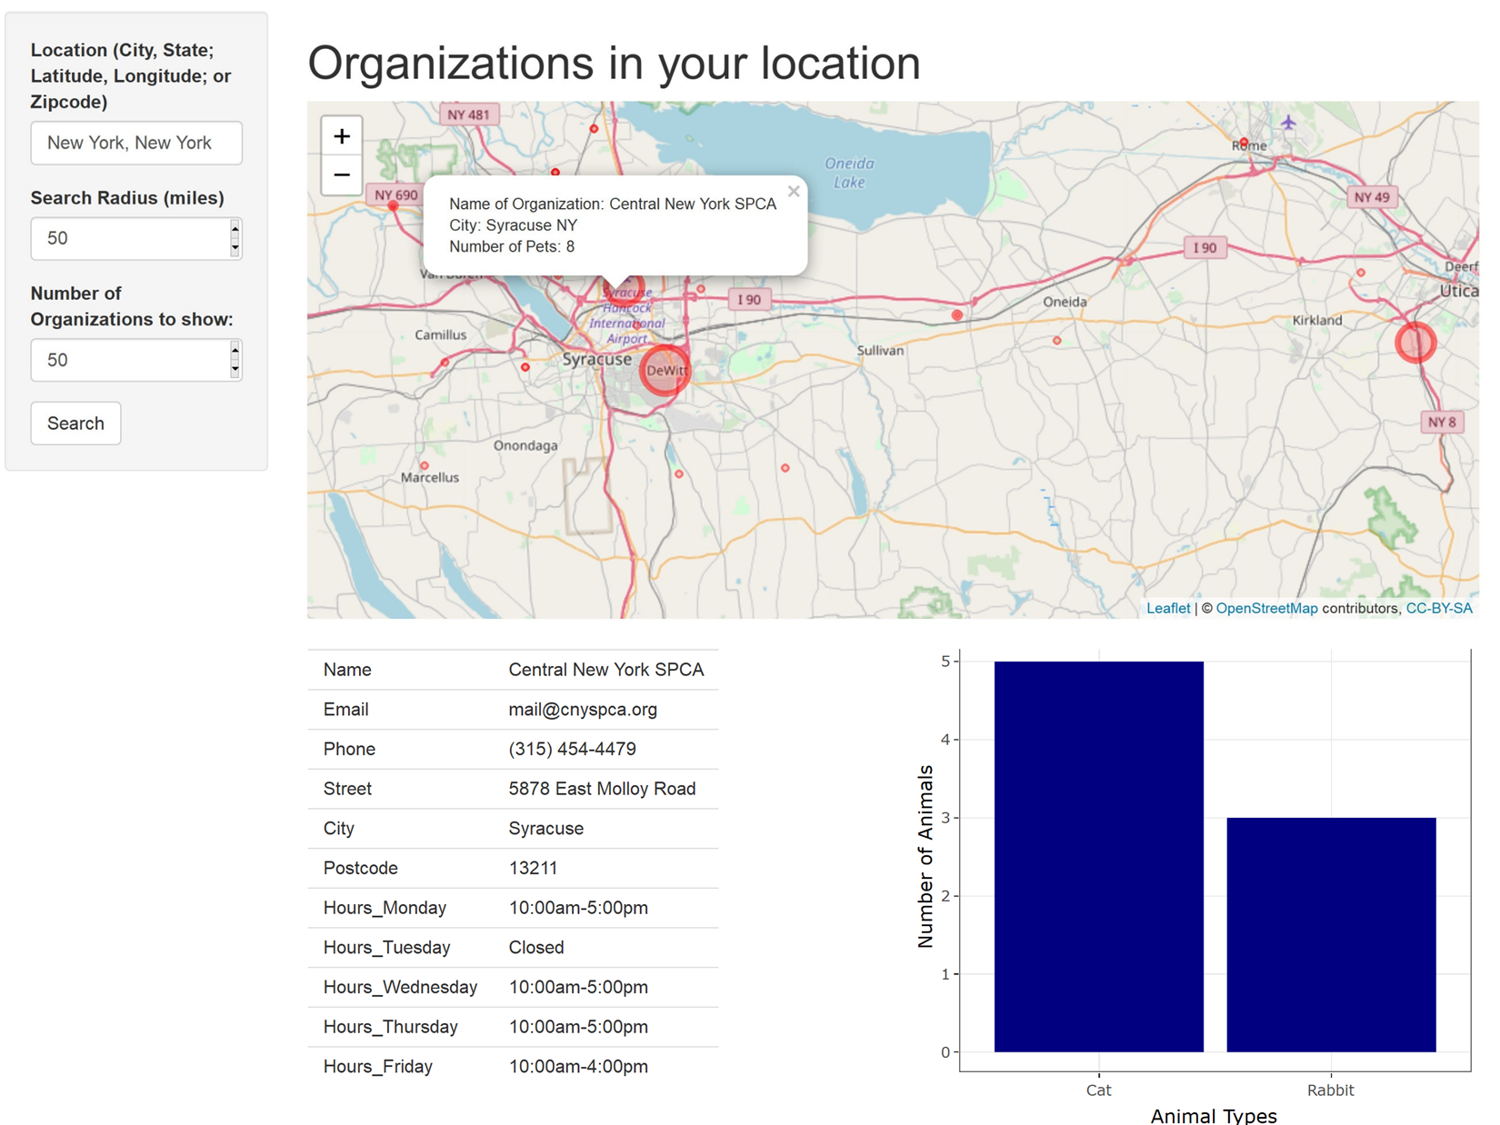 Location (City, State;
Latitude, Longitude; or
Zipcode)
New York, New York
Search Radius (miles)
50
Number of
Organizations to show:
50
Search
Organizations in your location
+
−
NY 481
NY 690
Oneida
Lake
Rome
NY 49
I 90
Deerf
Utica
×
Name of Organization: Central New York SPCA
City: Syracuse NY
Number of Pets: 8
Van Buren
Syracuse
Hancock
International
Airport
I 90
Oneida
Kirkland
Camillus
Syracuse
DeWitt
Sullivan
NY 8
Onondaga
Marcellus
Leaflet | © OpenStreetMap contributors, CC-BY-SA
Name Central New York SPCA
Email mail@cnyspca.org
Phone (315) 454-4479
Street 5878 East Molloy Road
City Syracuse
Postcode 13211
Hours_Monday 10:00am-5:00pm
Hours_Tuesday Closed
Hours_Wednesday 10:00am-5:00pm
Hours_Thursday 10:00am-5:00pm
Hours_Friday 10:00am-4:00pm
Number of Animals
5
4
3
2
1
0
Cat Rabbit
Animal Types